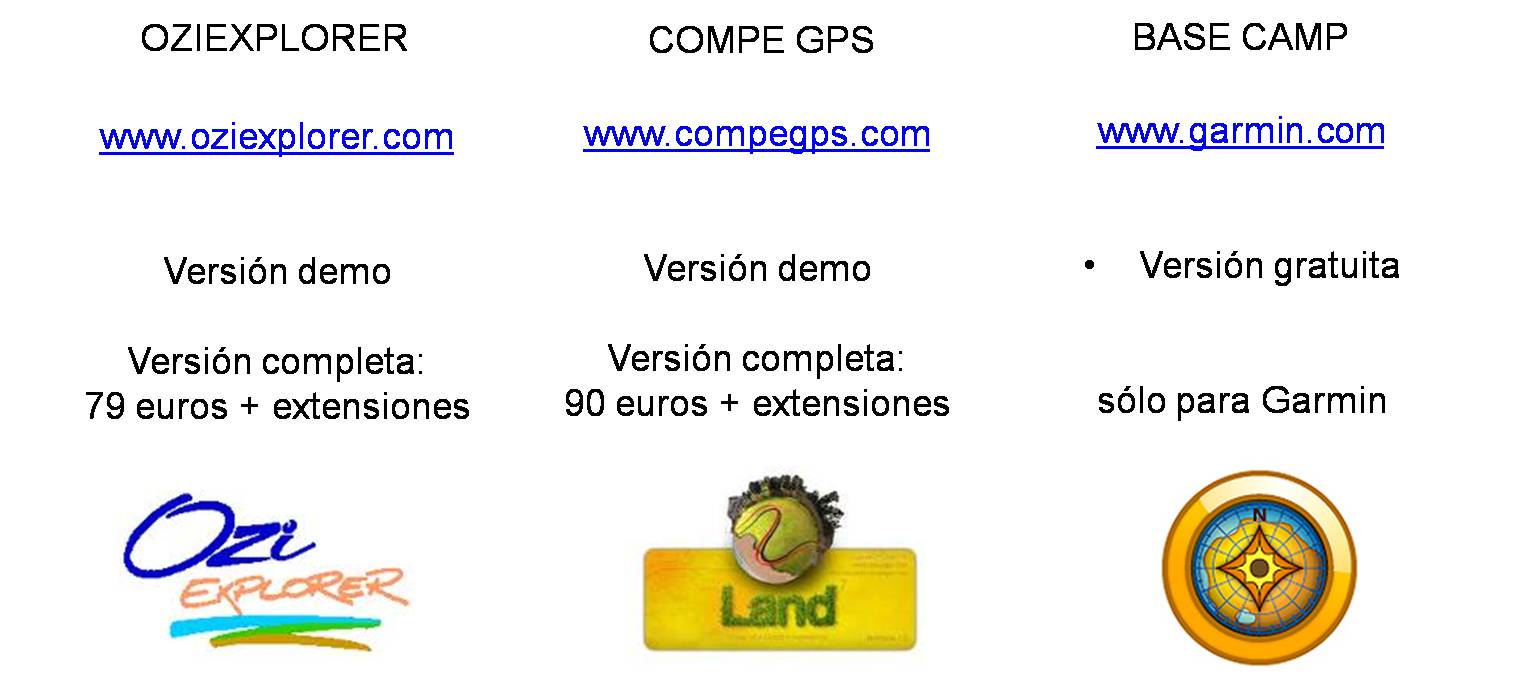 OZIEXPLORER
www.oziexplorer.com
Versión demo
Versión completa:
79 euros + extensiones
Ozi
EXPLORER
COMPE GPS
www.compegps.com
Versión demo
Versión completa:
90 euros + extensiones
Land
BASE CAMP
www.garmin.com
• Versión gratuita
sólo para Garmin
N